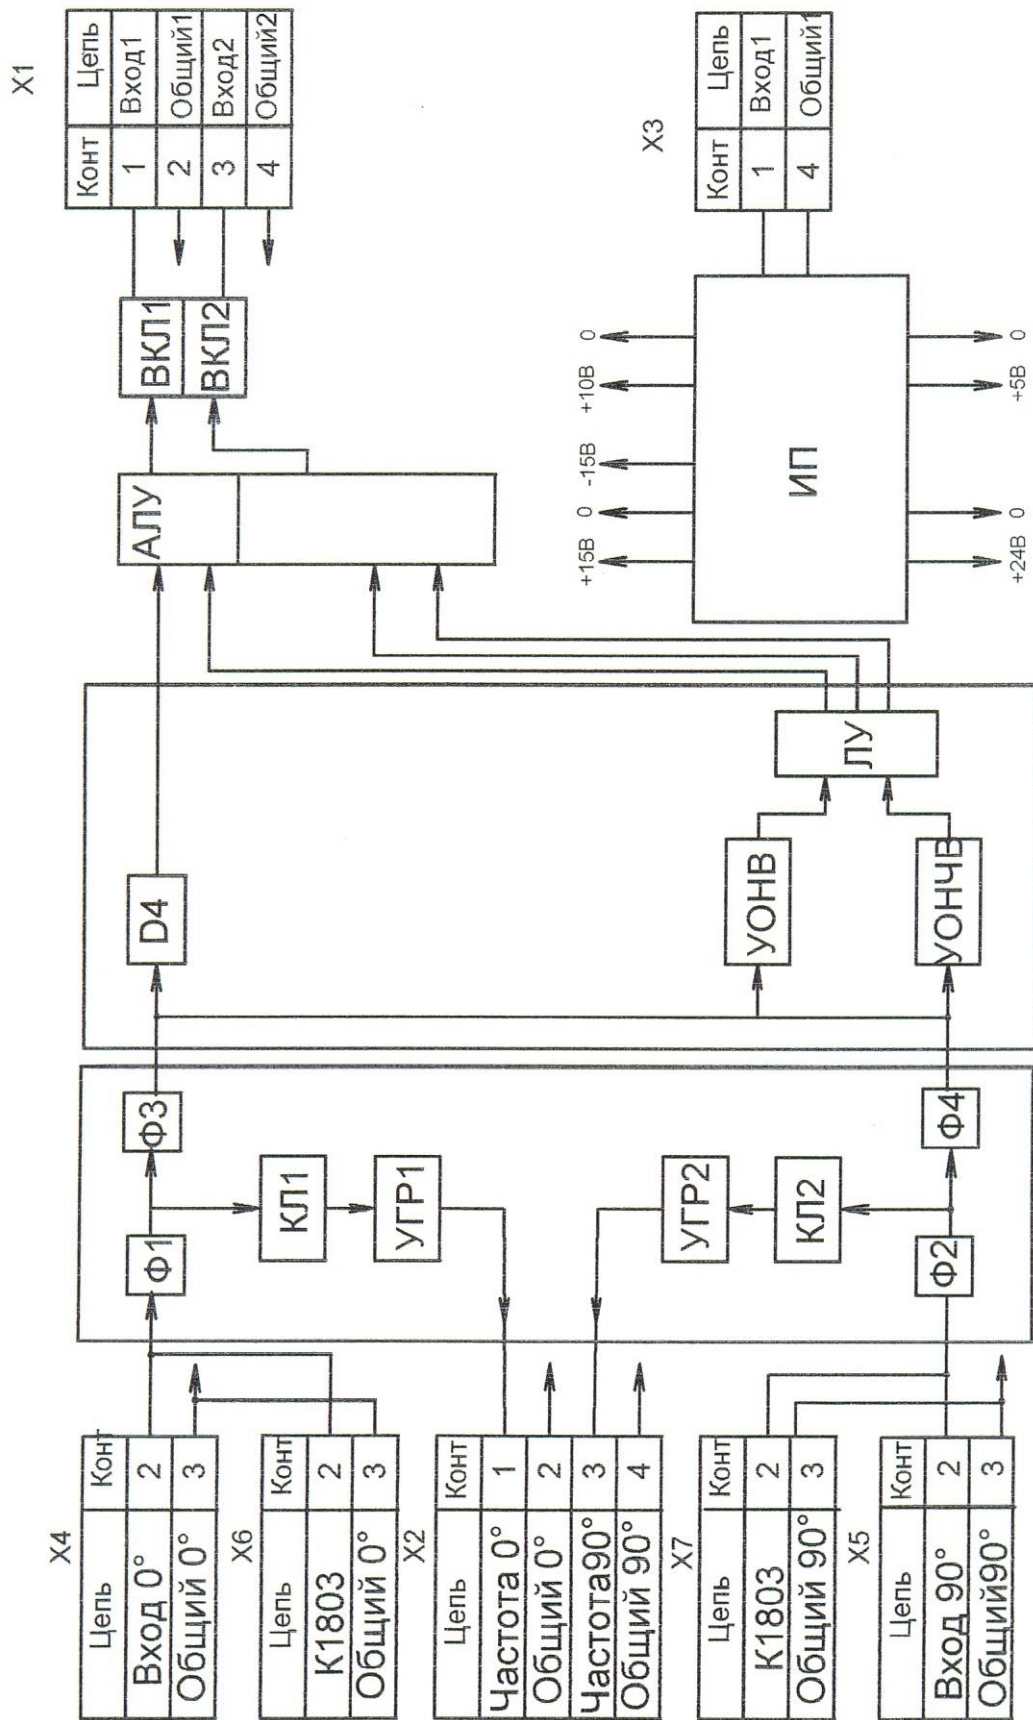 X4
Цепь Конт
Вход 0° 2
Общий 0° 3
X6
Цепь Конт
К1803 2
Общий 0° 3
X2
Цепь Конт
Частота 0° 1
Общий 0° 2
Частота90° 3
Общий 90° 4
X7
Цепь Конт
К1803 2
Общий 90° 3
X5
Цепь Конт
Вход 90° 2
Общий90° 3
Ф1
Ф3
КЛ1
УГР1
УГР2
КЛ2
Ф2
Ф4
D4
УОНВ
УОНЧВ
ЛУ
АЛУ
ВКЛ1
ВКЛ2
X1
Конт Цепь
1 Вход1
2 Общий1
3 Вход2
4 Общий2
+15В
0
-15В
+10В
0
ИП
+24В
0
+5В
0
X3
Конт Цепь
1 Вход1
4 Общий1